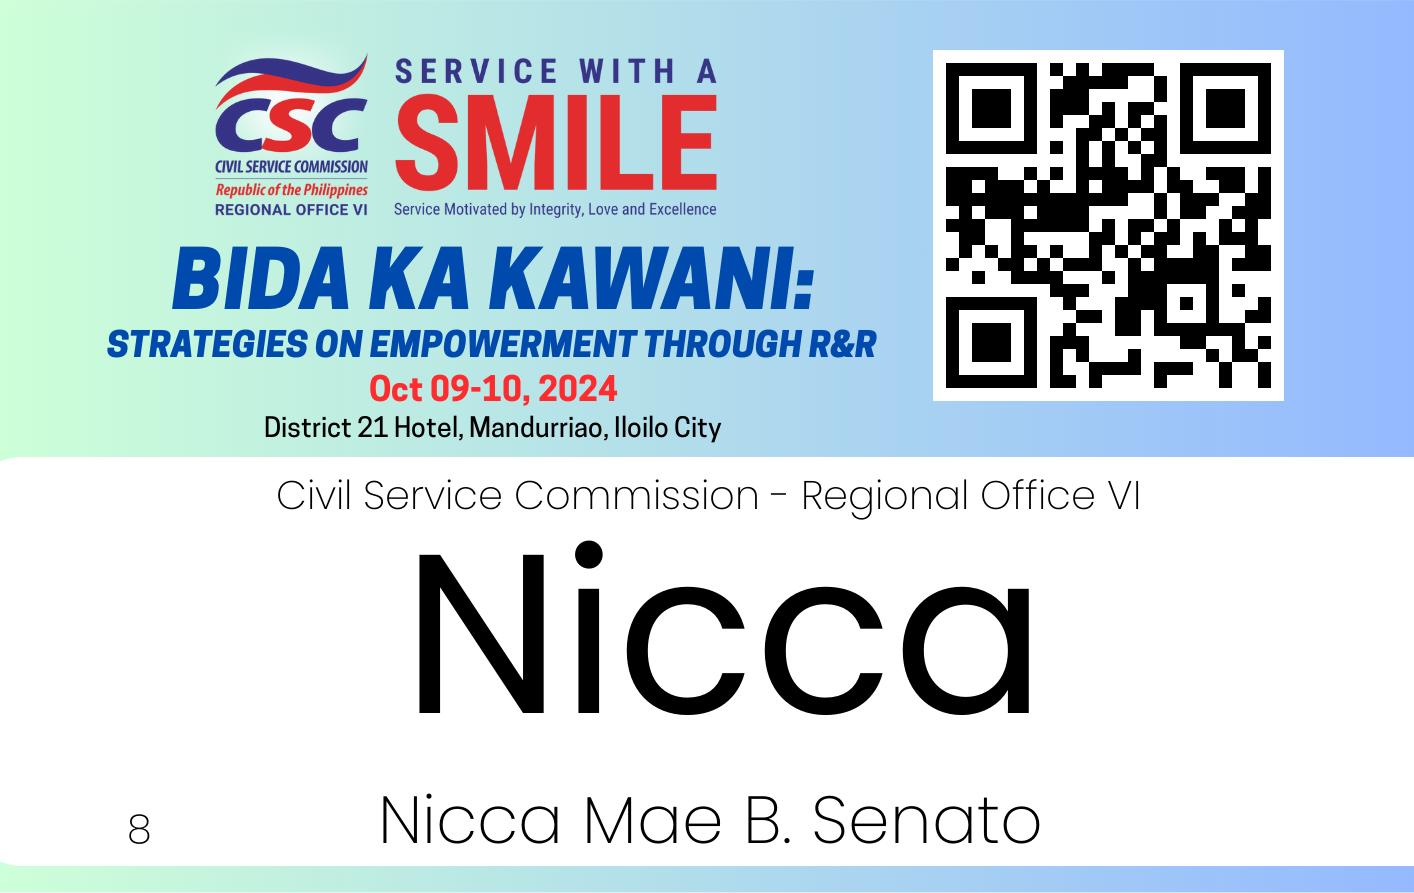 SERVICE WITH A
SMILE
Service Motivated by Integrity, Love and Excellence
CSC
CIVIL SERVICE COMMISSION
Republic of the Philippines
REGIONAL OFFICE VI
BIDA KA KAWANI:
STRATEGIES ON EMPOWERMENT THROUGH R&R
Oct 09-10, 2024
District 21 Hotel, Mandurriao, Iloilo City
Civil Service Commission - Regional Office VI
Nicca
Nicca Mae B. Senato
8